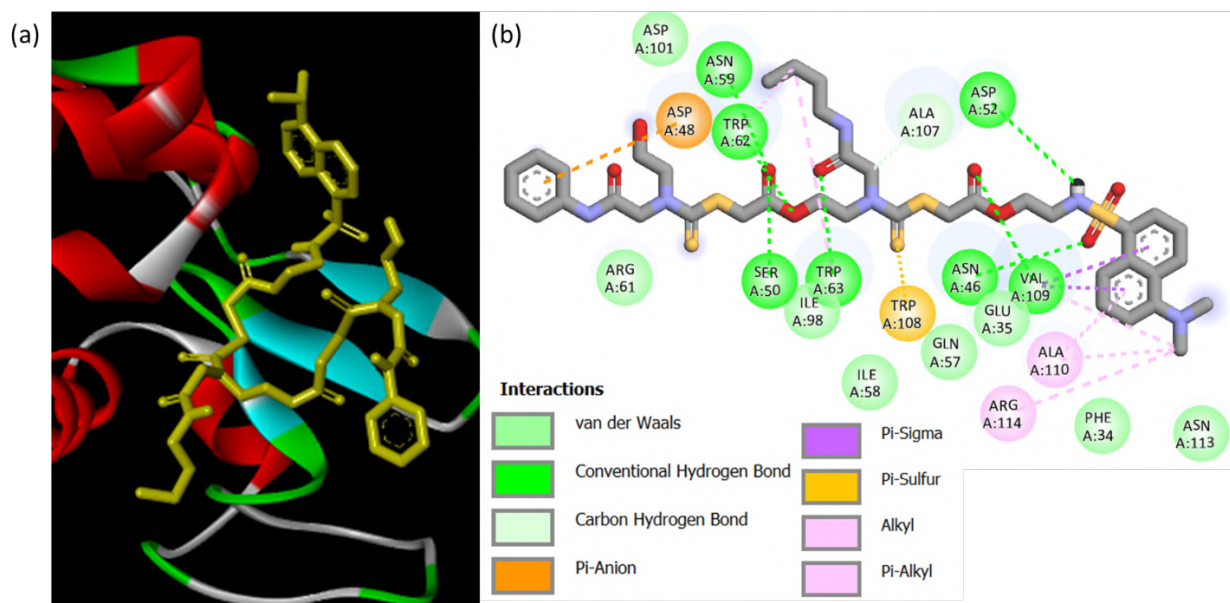 (a)
(b)
ASP
A:101
ASN
A:59
ASP
A:48
TRP
A:62
ALA
A:107
ASP
A:52
ARG
A:61
SER
A:50
TRP
A:63
ILE
A:98
TRP
A:108
ASN
A:46
VAL
A:109
GLU
A:35
GLN
A:57
ILE
A:58
ALA
A:110
ARG
A:114
PHE
A:34
ASN
A:113
Interactions
van der Waals
Conventional Hydrogen Bond
Carbon Hydrogen Bond
Pi-Anion
Pi-Sigma
Pi-Sulfur
Alkyl
Pi-Alkyl